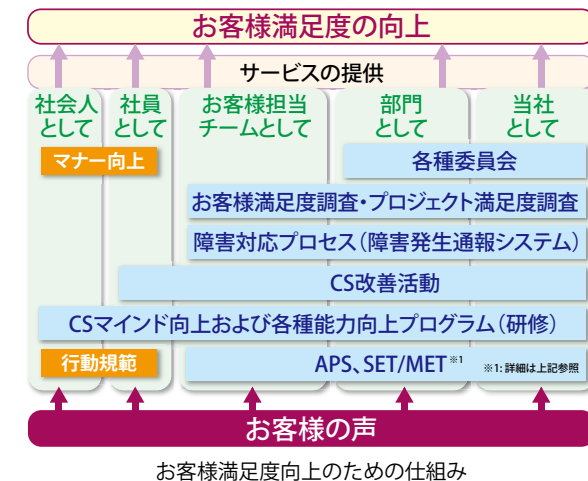 お客様満足度の向上
サービスの提供
社会人
として
社員
として
お客様担当
チームとして
部門
として
当社
として
マナー向上
各種委員会
お客様満足度調査・プロジェクト満足度調査
障害対応プロセス（障害発生通報システム）
CS改善活動
CSマインド向上および各種能力向上プログラム（研修）
行動規範
APS、SET/MET※1
※1: 詳細は上記参照
お客様の声
お客様満足度向上のための仕組み